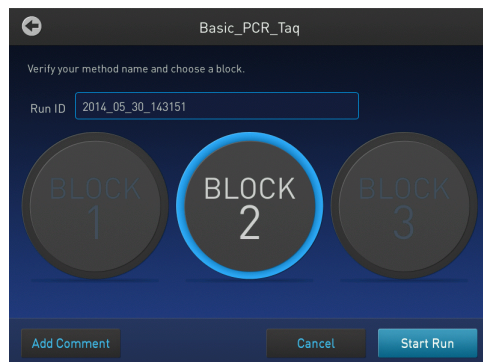 Basic_PCR_Taq
Verify your method name and choose a block.
Run ID 2014_05_30_143151
BLOCK
1
BLOCK
2
BLOCK
3
Add Comment
Cancel
Start Run